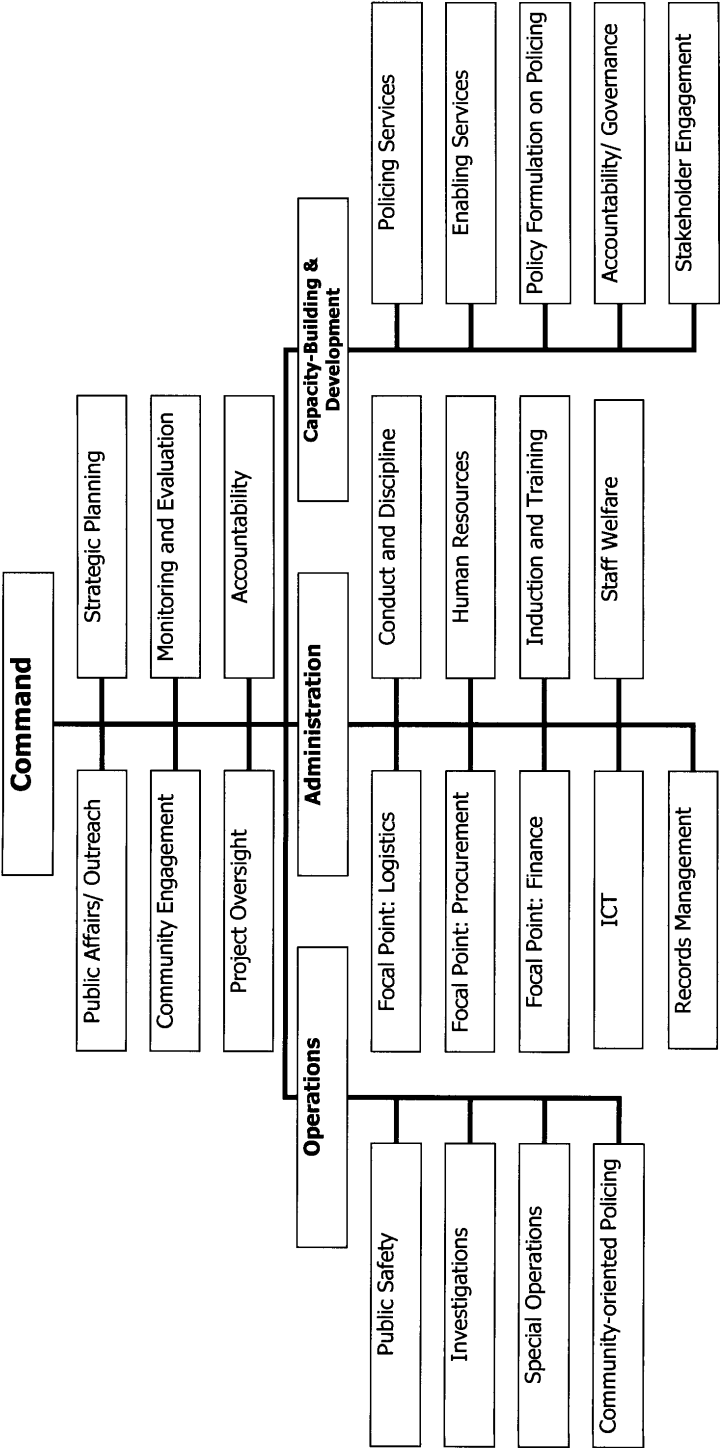 Command
Public Affairs/ Outreach
Strategic Planning
Community Engagement
Monitoring and Evaluation
Project Oversight
Accountability
Operations
Administration
Capacity-Building &
Development
Public Safety
Focal Point: Logistics
Conduct and Discipline
Policing Services
Investigations
Focal Point: Procurement
Human Resources
Enabling Services
Special Operations
Focal Point: Finance
Induction and Training
Policy Formulation on Policing
Community-oriented Policing
ICT
Staff Welfare
Accountability/ Governance
Records Management
Stakeholder Engagement